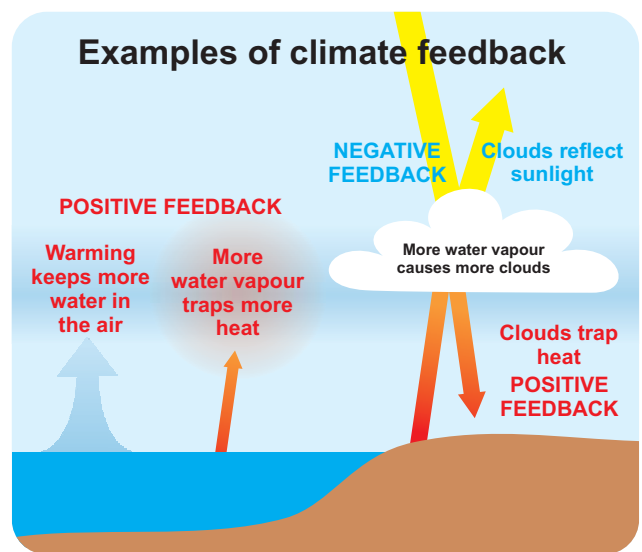 Examples of climate feedback
NEGATIVE
FEEDBACK
Clouds reflect
sunlight
POSITIVE FEEDBACK
Warming
keeps more
water in
the air
More
water vapour
traps more
heat
More water vapour
causes more clouds
Clouds trap
heat
POSITIVE
FEEDBACK